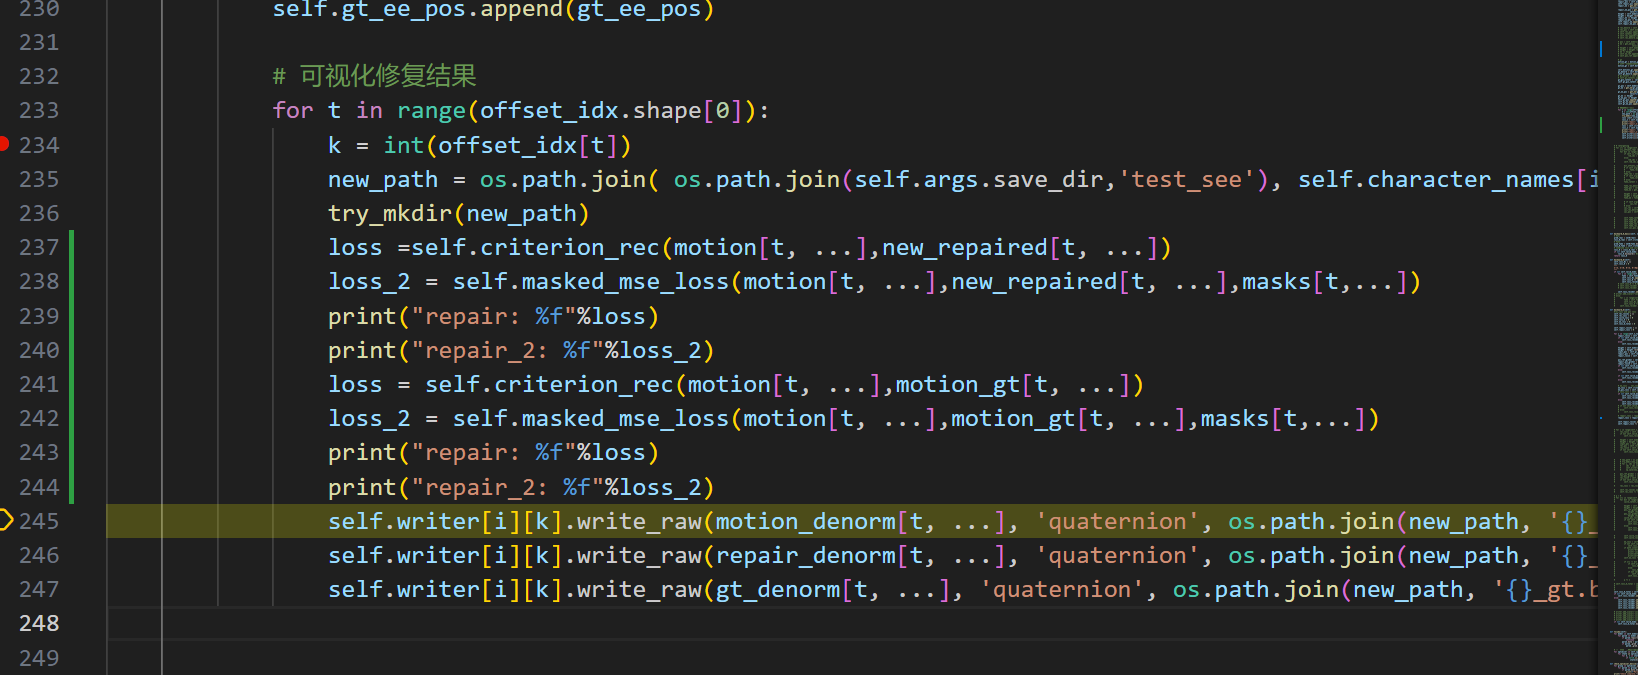 230 self.gt_ee_pos.append(gt_ee_pos)
231
232 # 可视化修复结果
233 for t in range(offset_idx.shape[0]):
234 k = int(offset_idx[t])
235 new_path = os.path.join( os.path.join(self.args.save_dir,'test_see'), self.character_names[i
236 try_mkdir(new_path)
237 loss =self.criterion_rec(motion[t, ...],new_repaired[t, ...])
238 loss_2 = self.masked_mse_loss(motion[t, ...],new_repaired[t, ...],masks[t,...])
239 print("repair: %f"%loss)
240 print("repair_2: %f"%loss_2)
241 loss = self.criterion_rec(motion[t, ...],motion_gt[t, ...])
242 loss_2 = self.masked_mse_loss(motion[t, ...],motion_gt[t, ...],masks[t,...])
243 print("repair: %f"%loss)
244 print("repair_2: %f"%loss_2)
245 self.writer[i][k].write_raw(motion_denorm[t, ...], 'quaternion', os.path.join(new_path, '{}_
246 self.writer[i][k].write_raw(repair_denorm[t, ...], 'quaternion', os.path.join(new_path, '{}_
247 self.writer[i][k].write_raw(gt_denorm[t, ...], 'quaternion', os.path.join(new_path, '{}_gt.b
248
249